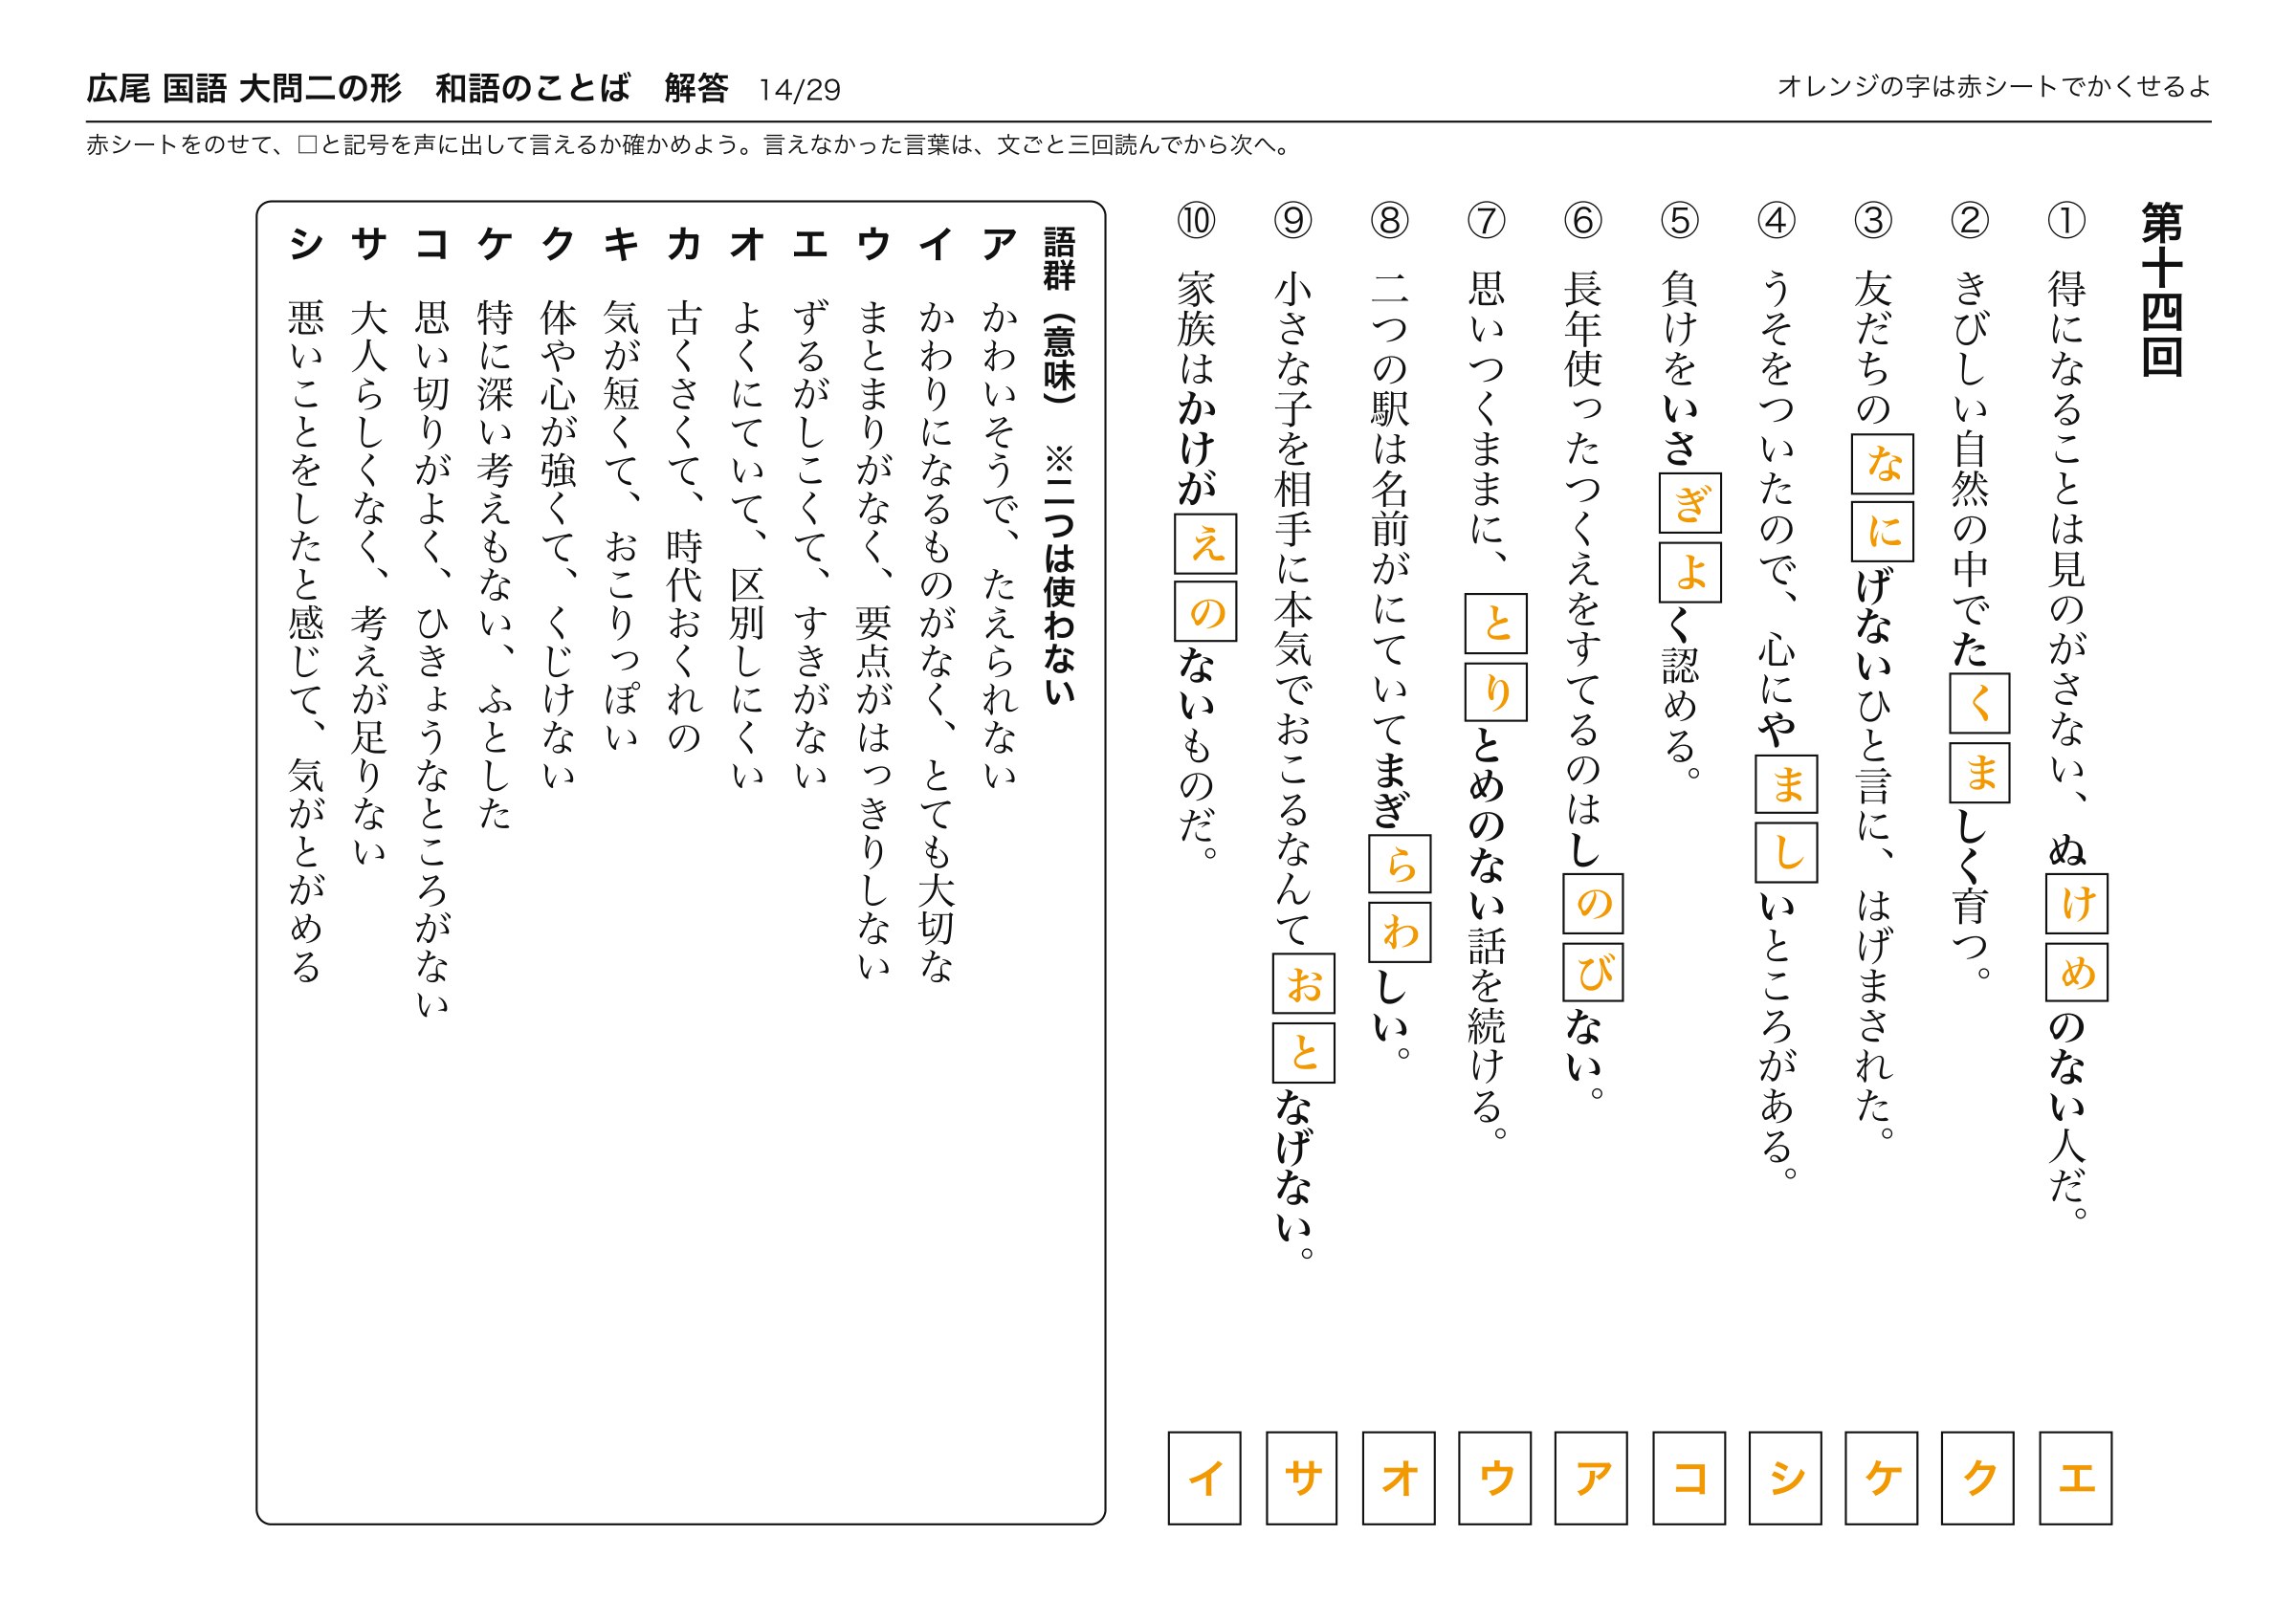 広尾 国語 大問二の形　和語のことば　解答　14/29
オレンジの字は赤シートでかくせるよ
赤シートをのせて、□と記号を声に出して言えるか確かめよう。言えなかった言葉は、文ごと三回読んでから次へ。
第十四回
① 得になることは見のがさない、ぬけめのない人だ。 エ
② きびしい自然の中でたくましく育つ。 ク
③ 友だちのなにげないひと言に、はげまされた。 ケ
④ うそをついたので、心にやましいところがある。 シ
⑤ 負けをいさぎよく認める。 コ
⑥ 長年使ったつくえをすてるのはしのびない。 ア
⑦ 思いつくままに、とりとめのない話を続ける。 ウ
⑧ 二つの駅は名前がにていてまぎらわしい。 オ
⑨ 小さな子を相手に本気でおこるなんておとなげない。 サ
⑩ 家族はかけがえのないものだ。 イ
語群（意味）　※二つは使わない
ア　かわいそうで、たえられない
イ　かわりになるものがなく、とても大切な
ウ　まとまりがなく、要点がはっきりしない
エ　ずるがしこくて、すきがない
オ　よくにていて、区別しにくい
カ　古くさくて、時代おくれの
キ　気が短くて、おこりっぽい
ク　体や心が強くて、くじけない
ケ　特に深い考えもない、ふとした
コ　思い切りがよく、ひきょうなところがない
サ　大人らしくなく、考えが足りない
シ　悪いことをしたと感じて、気がとがめる